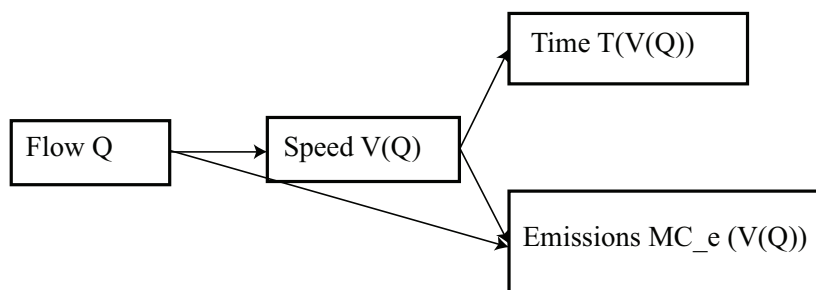 Time T(V(Q))
Flow Q
Speed V(Q)
Emissions MC_e (V(Q))